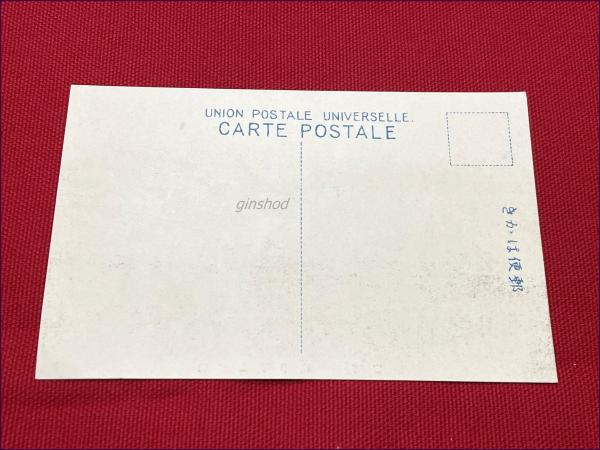 UNION POSTALE UNIVERSELLE.
CARTE POSTALE
ginshod
きかは便郵